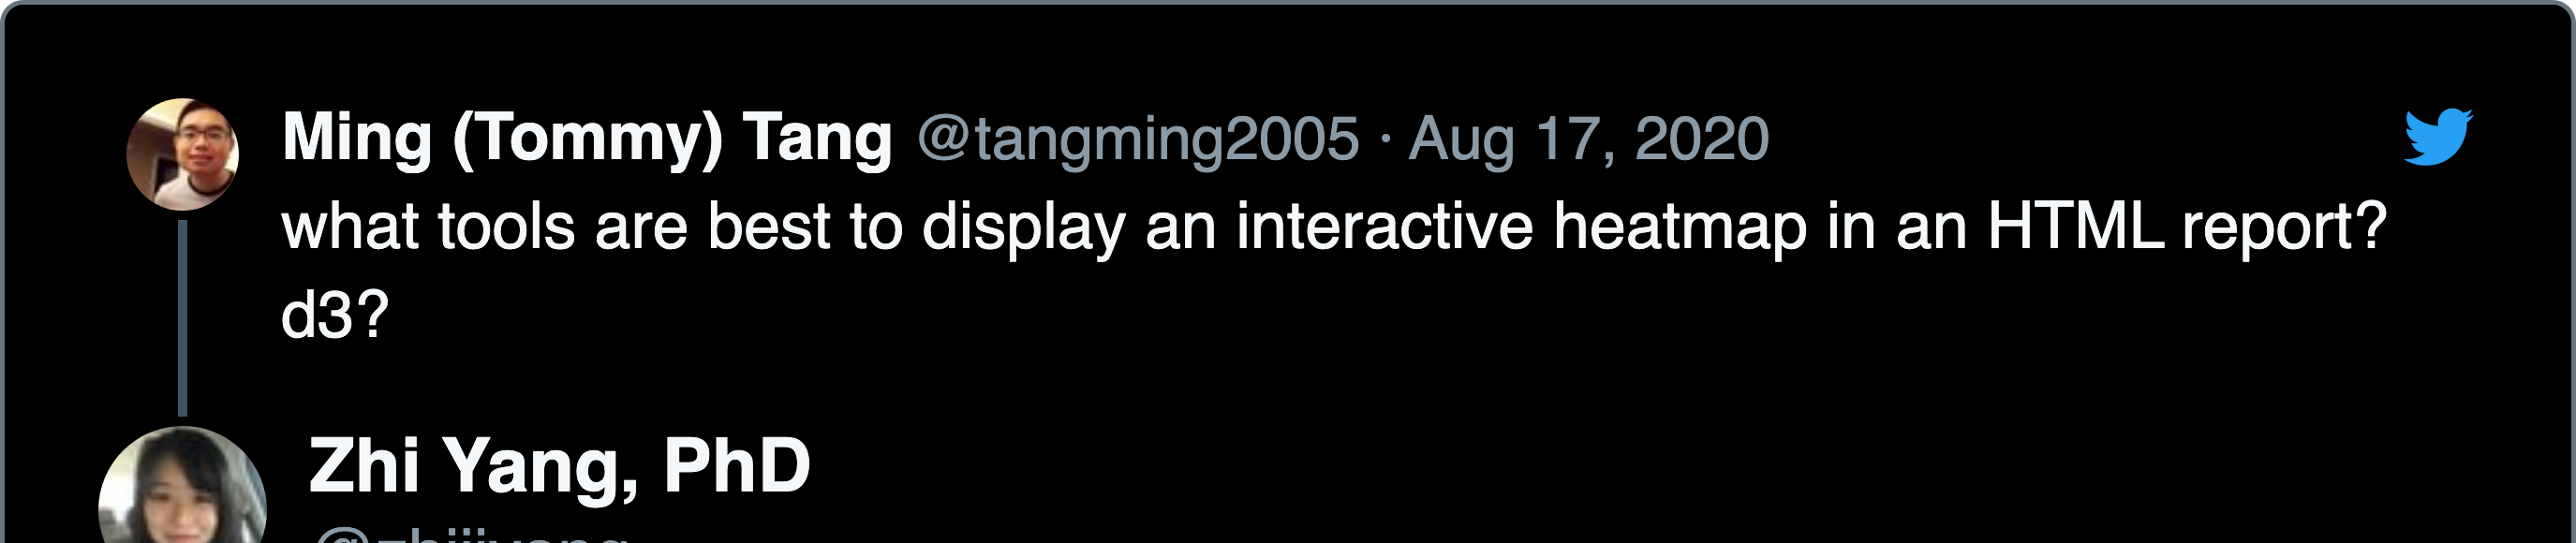 Ming (Tommy) Tang @tangming2005 · Aug 17, 2020
what tools are best to display an interactive heatmap in an HTML report?
d3?
Zhi Yang, PhD